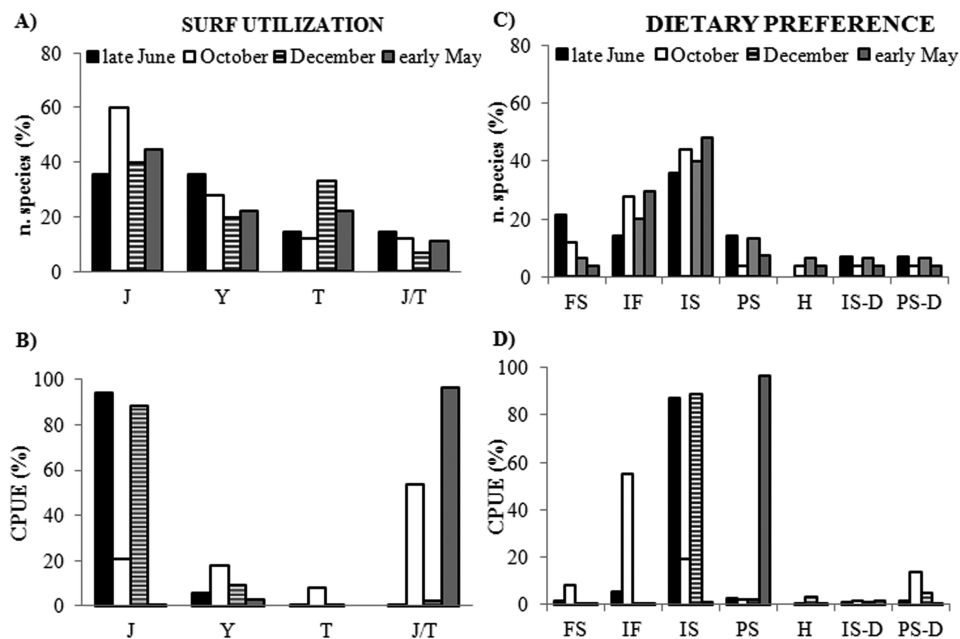 A)
SURF UTILIZATION
late June October December early May
n. species (%)
80
60
40
20
0
J Y T J/T
B)
CPUE (%)
100
80
60
40
20
0
J Y T J/T
C)
DIETARY PREFERENCE
late June October December early May
n. species (%)
80
60
40
20
0
FS IF IS PS H IS-D PS-D
D)
CPUE (%)
100
80
60
40
20
0
FS IF IS PS H IS-D PS-D